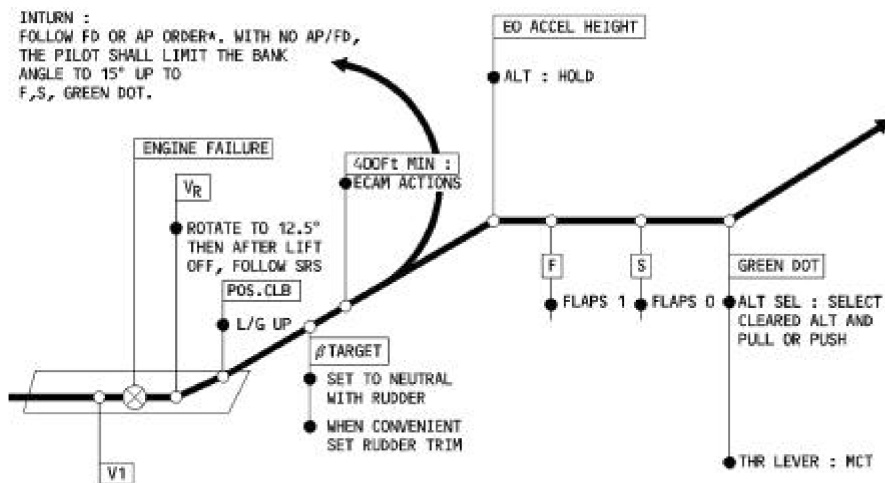 INTURN :
FOLLOW FD OR AP ORDER*. WITH NO AP/FD,
THE PILOT SHALL LIMIT THE BANK
ANGLE TO 15° UP TO
F,S, GREEN DOT.
EO ACCEL HEIGHT
ALT : HOLD
ENGINE FAILURE
400Ft MIN :
ECAM ACTIONS
VR
ROTATE TO 12.5°
THEN AFTER LIFT
OFF, FOLLOW SRS
POS.CLB
L/G UP
F
S
GREEN DOT
FLAPS 1
FLAPS 0
ALT SEL : SELECT
CLEARED ALT AND
PULL OR PUSH
β TARGET
SET TO NEUTRAL
WITH RUDDER
WHEN CONVENIENT
SET RUDDER TRIM
V1
THR LEVER : MCT